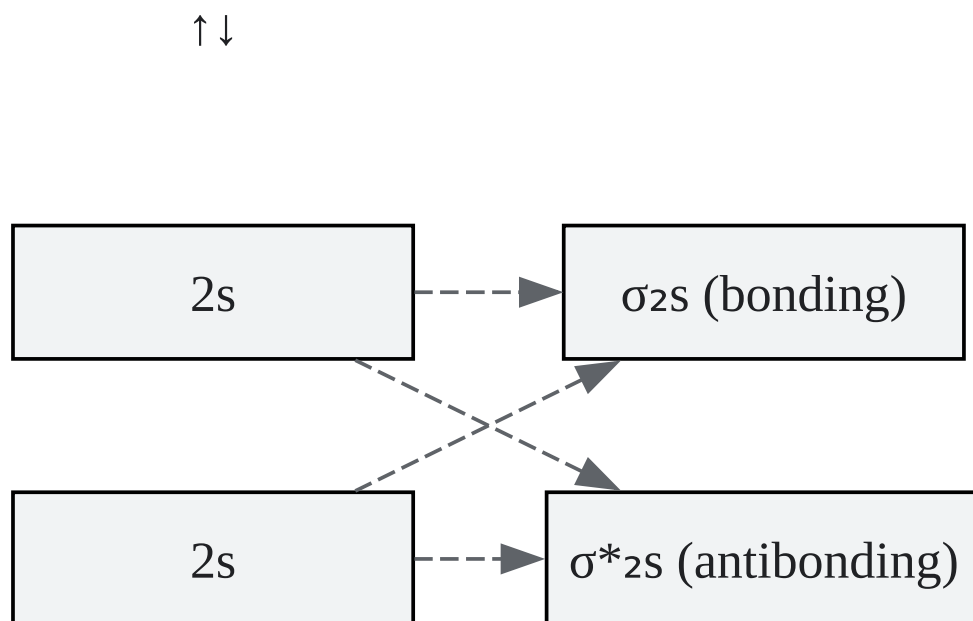 ↑↓
2s
σ₂s (bonding)
2s
σ*₂s (antibonding)